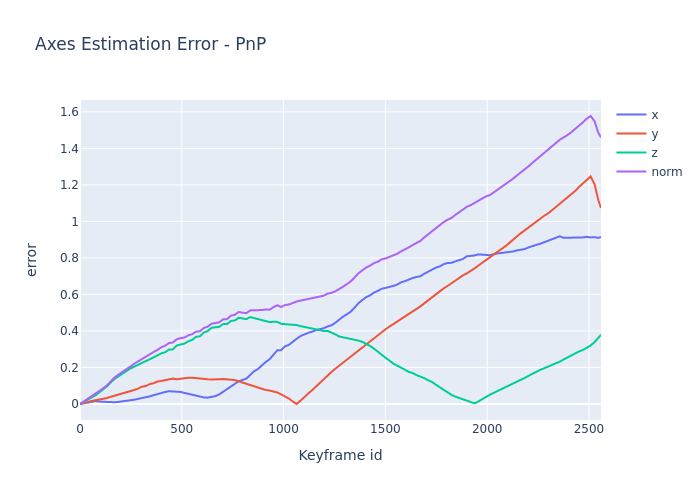 Axes Estimation Error - PnP
1.6
1.4
1.2
1
0.8
0.6
0.4
0.2
0
error
0 500 1000 1500 2000 2500
Keyframe id
x
y
z
norm